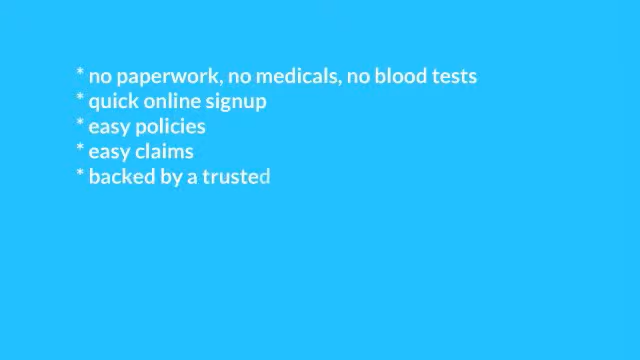 * no paperwork, no medicals, no blood tests
* quick online signup
* easy policies
* easy claims
* backed by a trusted